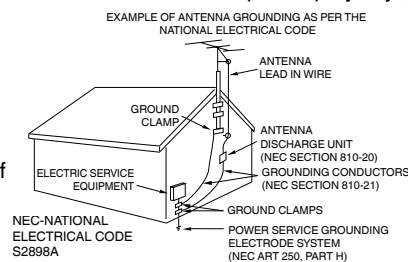 EXAMPLE OF ANTENNA GROUNDING AS PER THE
NATIONAL ELECTRICAL CODE
ANTENNA
LEAD IN WIRE
GROUND
CLAMP
ANTENNA
DISCHARGE UNIT
(NEC SECTION 810-20)
of
ELECTRIC SERVICE
EQUIPMENT
GROUNDING CONDUCTORS
(NEC SECTION 810-21)
GROUND CLAMPS
NEC-NATIONAL
ELECTRICAL CODE
S2898A
POWER SERVICE GROUNDING
ELECTRODE SYSTEM
(NEC ART 250, PART H)